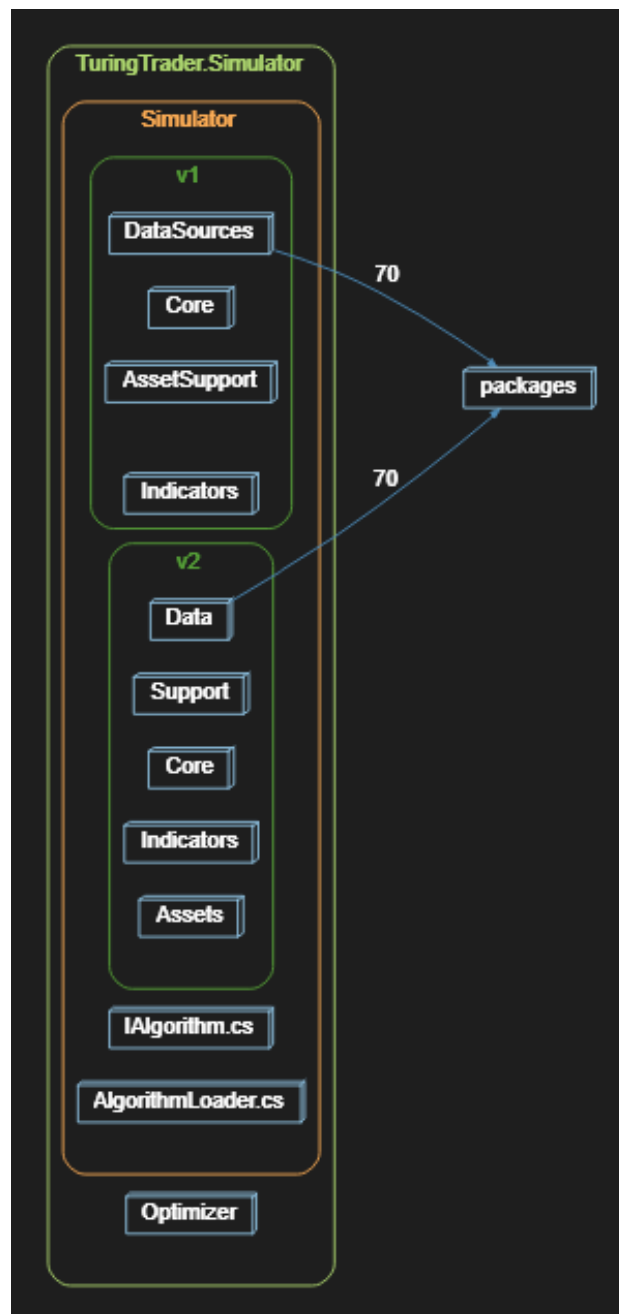 TuringTrader.Simulator
Simulator
v1
DataSources
70
Core
AssetSupport
packages
Indicators
70
v2
Data
Support
Core
Indicators
Assets
IAlgorithm.cs
AlgorithmLoader.cs
Optimizer